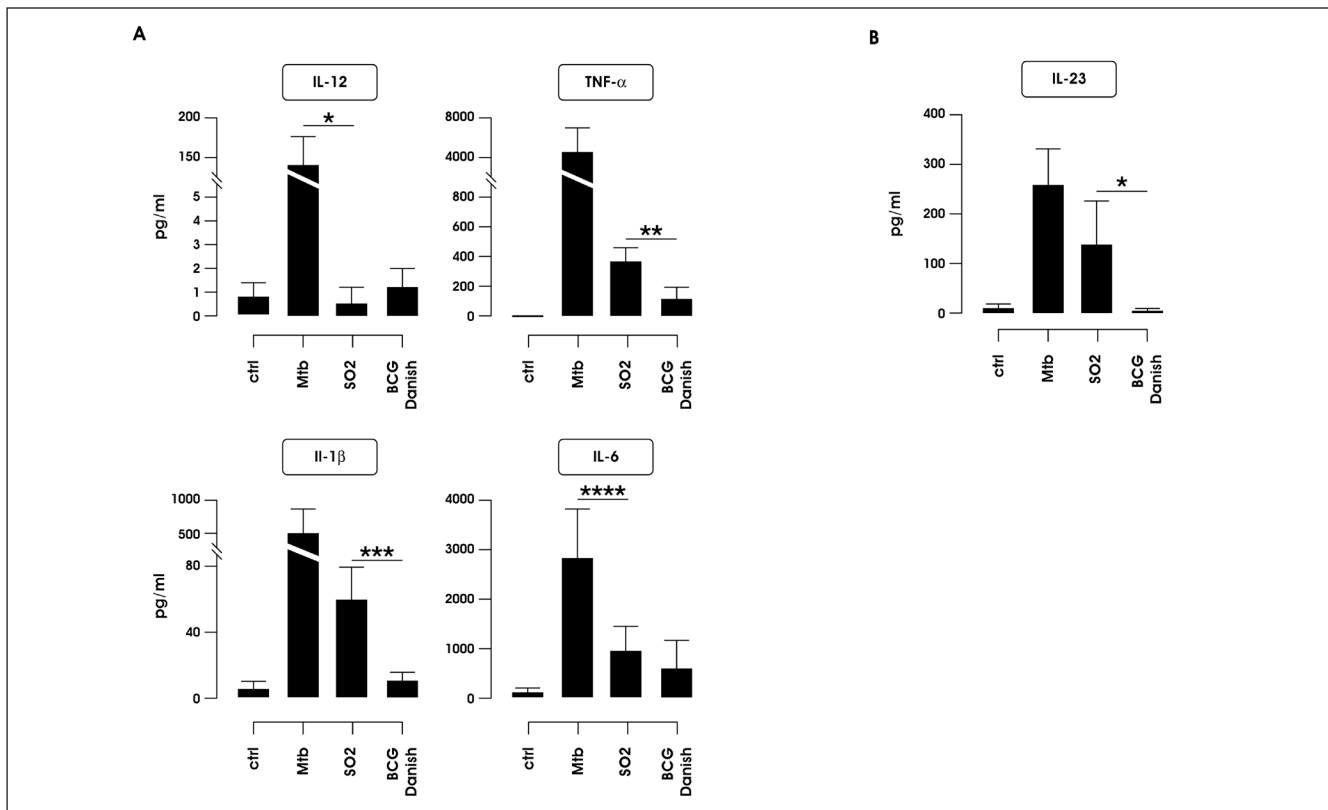 A
B
IL-12
TNF-α
IL-23
200
150
5
4
3
2
1
0
pg/ml
*
ctrl
Mtb
SO2
BCG
Danish
8000
4000
800
600
400
200
0
**
ctrl
Mtb
SO2
BCG
Danish
400
300
200
100
0
pg/ml
*
ctrl
Mtb
SO2
BCG
Danish
Il-1β
IL-6
1000
500
80
40
0
pg/ml
***
ctrl
Mtb
SO2
BCG
Danish
4000
3000
2000
1000
0
****
ctrl
Mtb
SO2
BCG
Danish